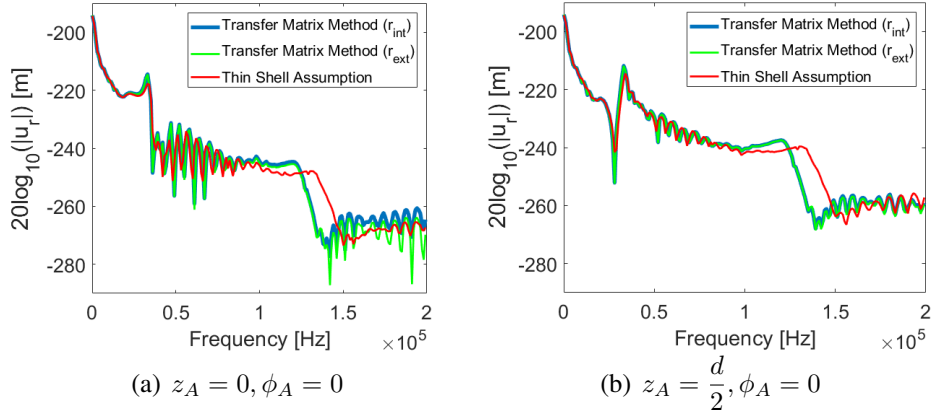 -200
-220
-240
-260
-280
20log10(|ur|) [m]
Transfer Matrix Method (rint)
Transfer Matrix Method (rext)
Thin Shell Assumption
0
0.5
1
1.5
2
Frequency [Hz]
×10^5
(a) zA = 0, ϕA = 0
-200
-220
-240
-260
-280
20log10(|ur|) [m]
Transfer Matrix Method (rint)
Transfer Matrix Method (rext)
Thin Shell Assumption
0
0.5
1
1.5
2
Frequency [Hz]
×10^5
(b) zA = d/2, ϕA = 0